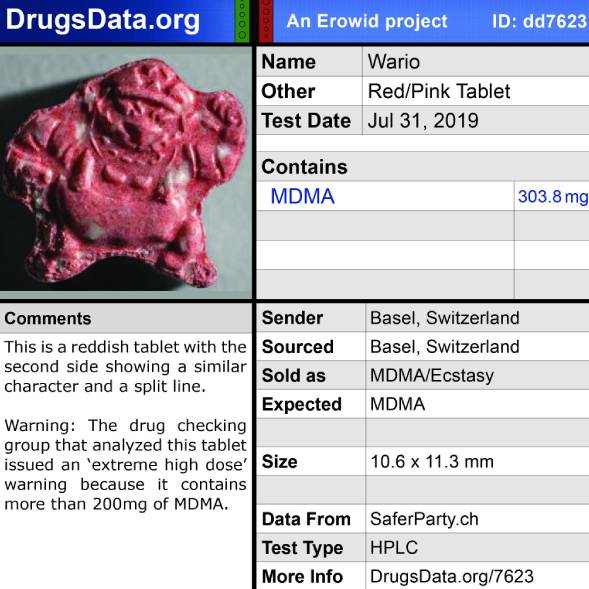 DrugsData.org
An Erowid project ID: dd7623
Name Wario
Other Red/Pink Tablet
Test Date Jul 31, 2019
Contains
MDMA 303.8 mg
Comments
This is a reddish tablet with the
second side showing a similar
character and a split line.
Warning: The drug checking
group that analyzed this tablet
issued an ‘extreme high dose’
warning because it contains
more than 200mg of MDMA.
Sender Basel, Switzerland
Sourced Basel, Switzerland
Sold as MDMA/Ecstasy
Expected MDMA
Size 10.6 x 11.3 mm
Data From SaferParty.ch
Test Type HPLC
More Info DrugsData.org/7623